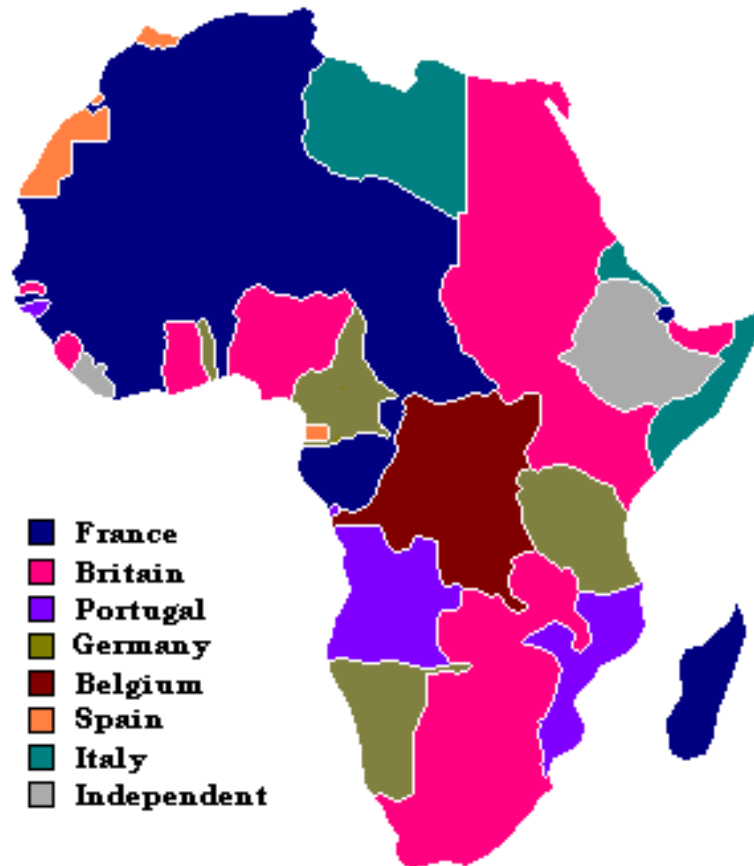 France
Britain
Portugal
Germany
Belgium
Spain
Italy
Independent